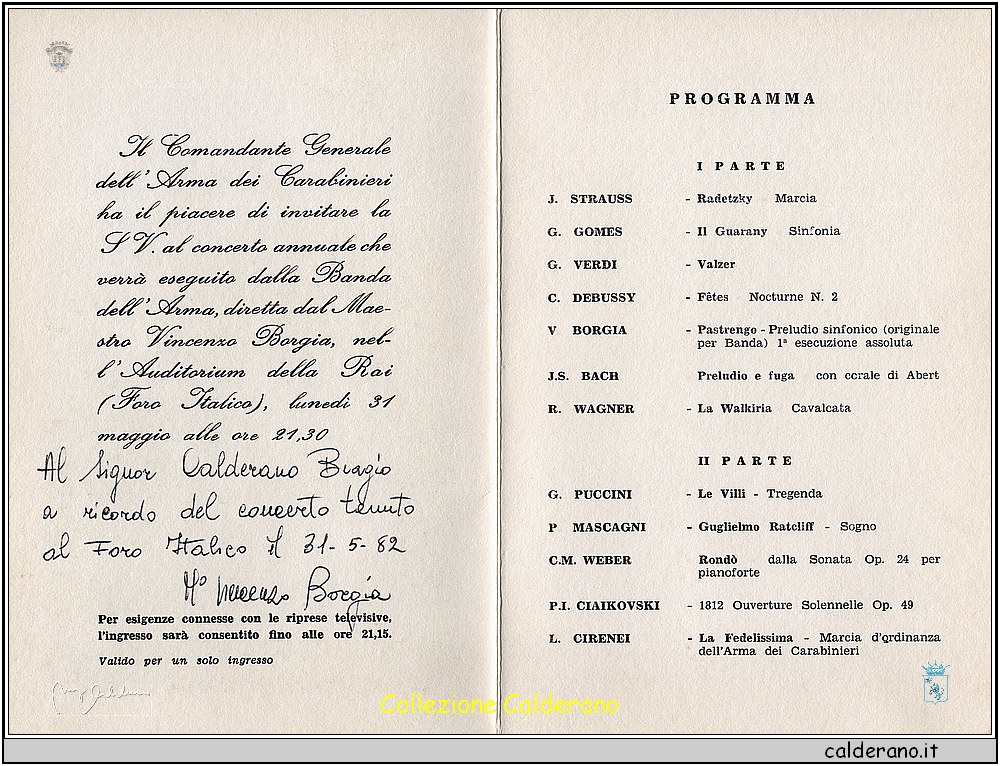 Il Comandante Generale
dell'Arma dei Carabinieri
ha il piacere di invitare la
S V. al concerto annuale che
verrà eseguito dalla Banda
dell'Arma, diretta dal Mae-
stro Vincenzo Borgia, nel-
l'Auditorium della Rai
(Foro Italico), lunedì 31
maggio alle ore 21,30
Al Signor Calderano Biagio
a ricordo del concerto tenuto
al Foro Italico il 31-5-82
M° Vincenzo Borgia
Per esigenze connesse con le riprese televisive,
l'ingresso sarà consentito fino alle ore 21,15.
Valido per un solo ingresso
PROGRAMMA
I PARTE
J. STRAUSS - Radetzky Marcia
G. GOMES - Il Guarany Sinfonia
G. VERDI - Valzer
C. DEBUSSY - Fêtes Nocturne N. 2
V BORGIA - Pastrengo - Preludio sinfonico (originale
per Banda) 1ª esecuzione assoluta
J.S. BACH Preludio e fuga con corale di Abert
R. WAGNER - La Walkiria Cavalcata
II PARTE
G. PUCCINI - Le Villi - Tregenda
P MASCAGNI - Guglielmo Ratcliff - Sogno
C.M. WEBER Rondò dalla Sonata Op. 24 per
pianoforte
P.I. CIAIKOVSKI - 1812 Ouverture Solennelle Op. 49
L. CIRENEI - La Fedelissima - Marcia d'Ordinanza
dell'Arma dei Carabinieri
Collezione Calderano
calderano.it